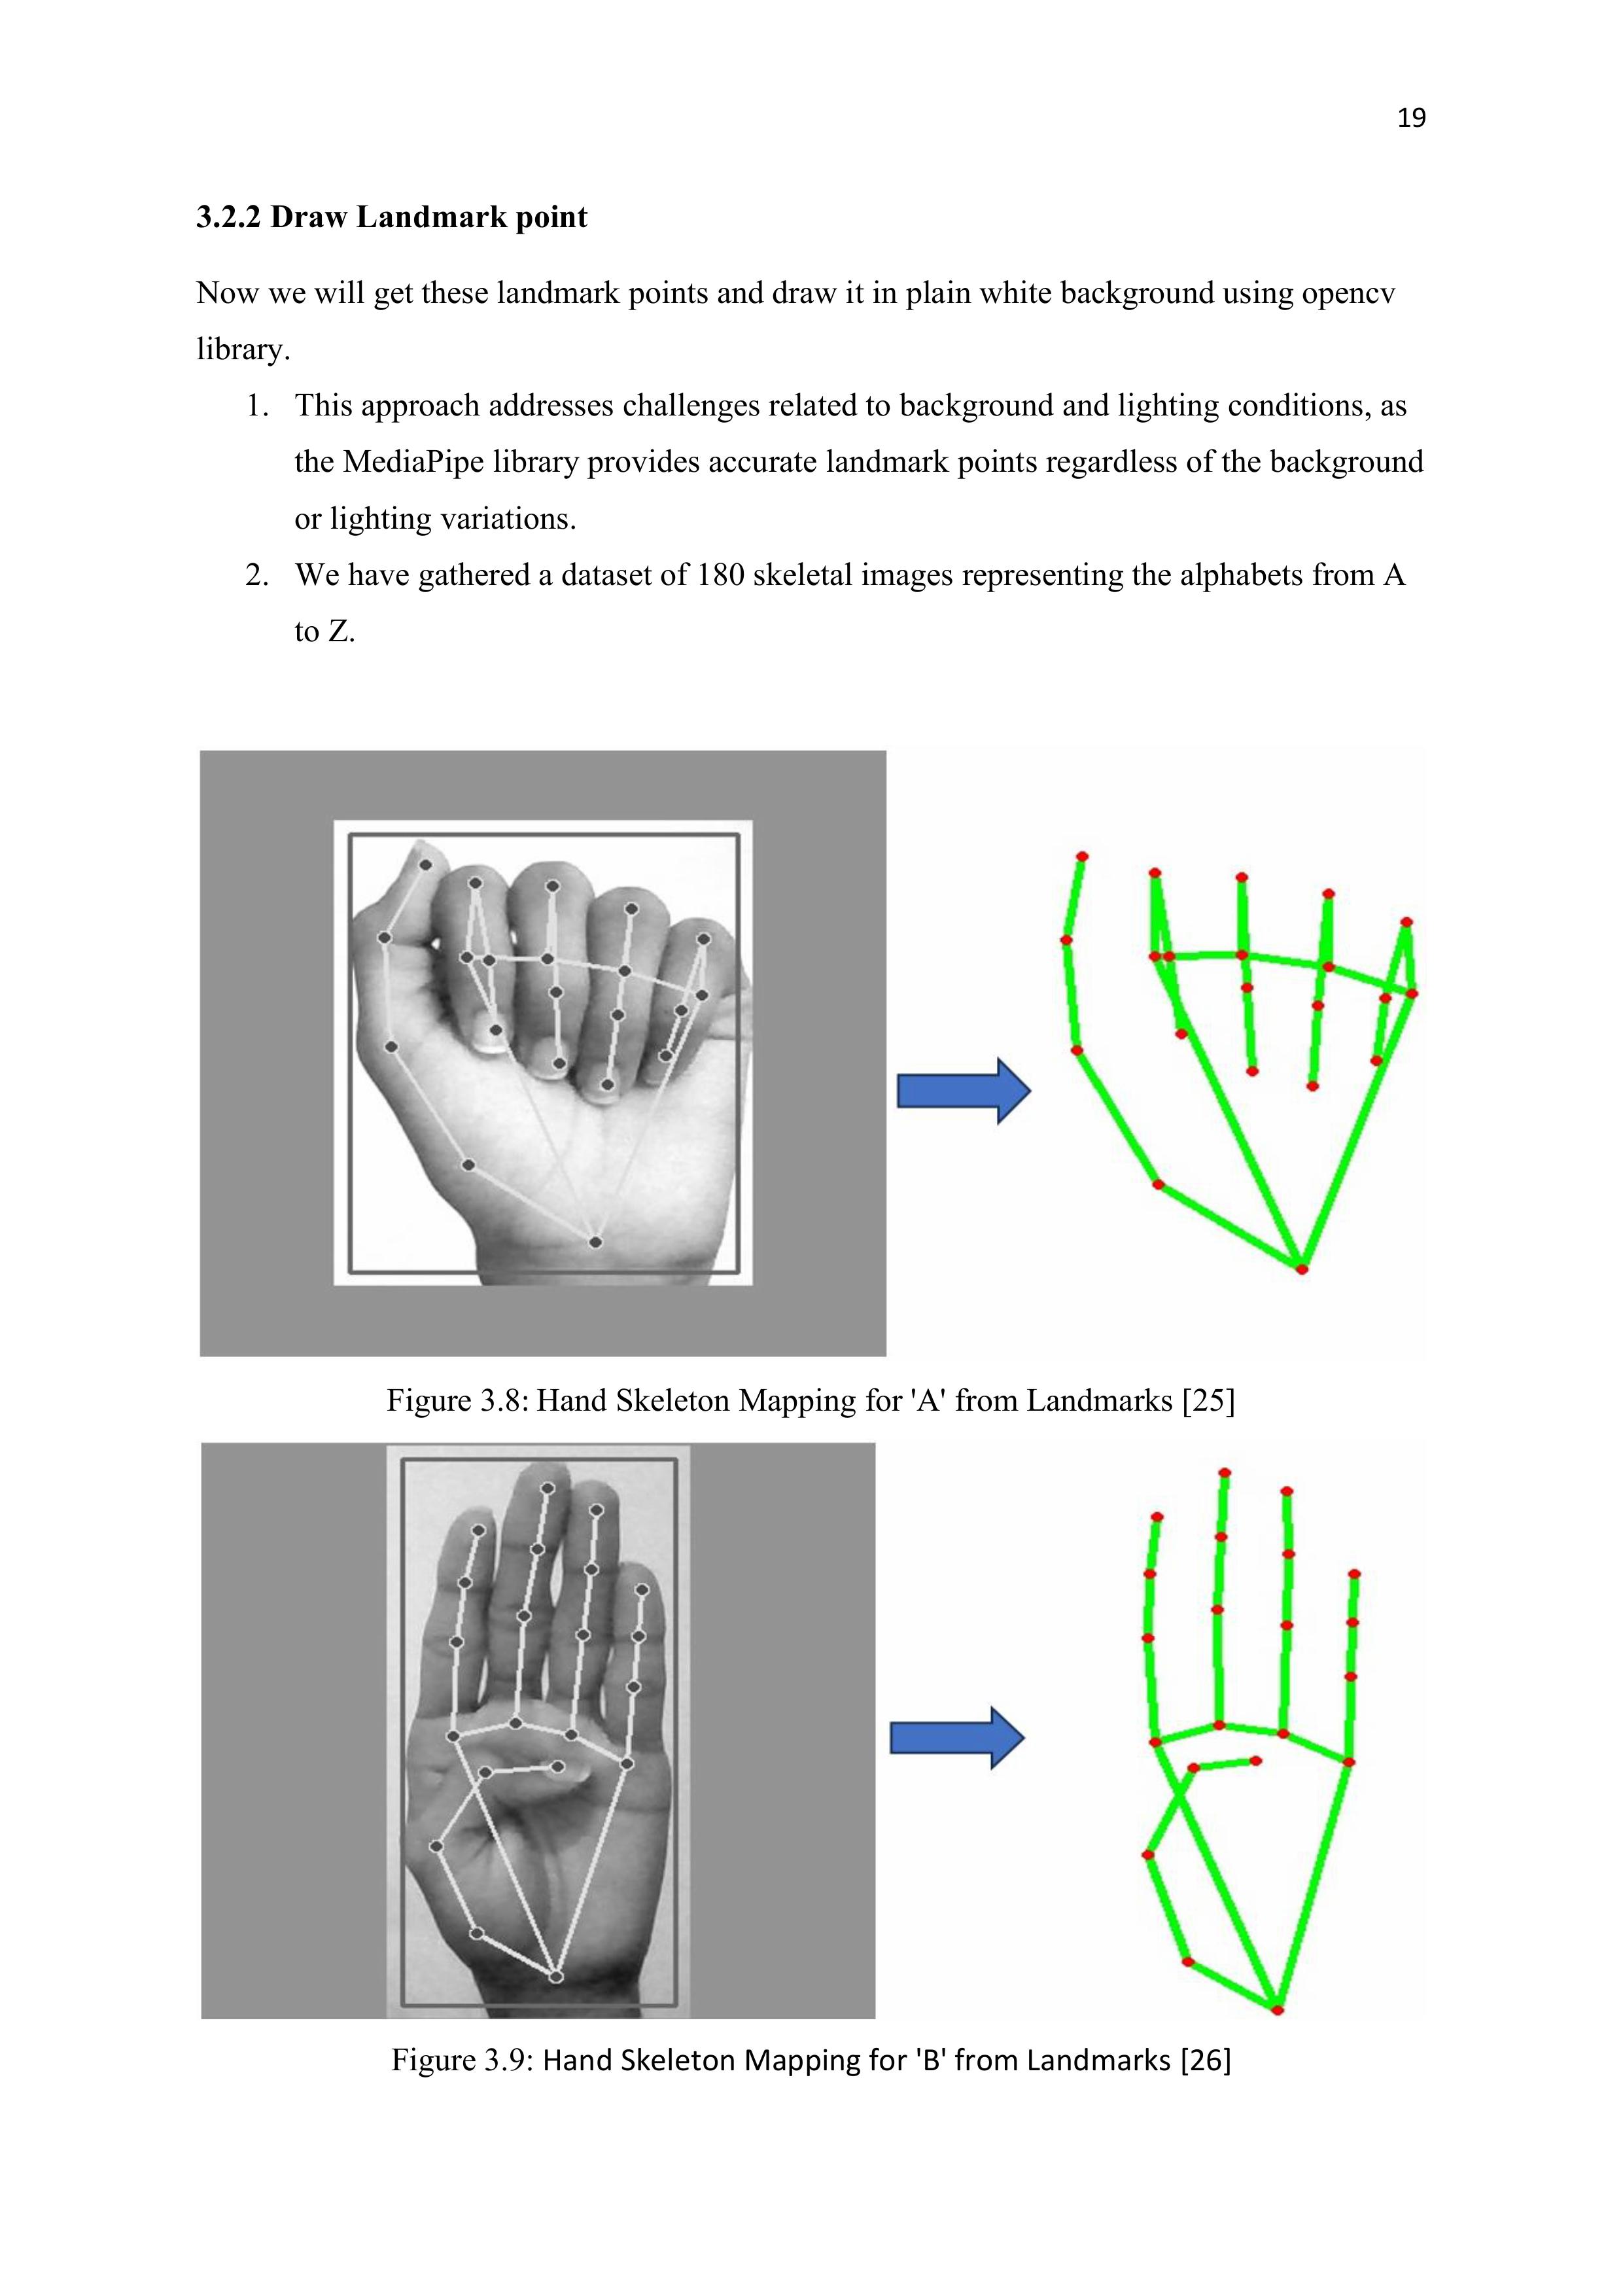 19
3.2.2 Draw Landmark point
Now we will get these landmark points and draw it in plain white background using opencv
library.
1. This approach addresses challenges related to background and lighting conditions, as
the MediaPipe library provides accurate landmark points regardless of the background
or lighting variations.
2. We have gathered a dataset of 180 skeletal images representing the alphabets from A
to Z.
Figure 3.8: Hand Skeleton Mapping for 'A' from Landmarks [25]
Figure 3.9: Hand Skeleton Mapping for 'B' from Landmarks [26]